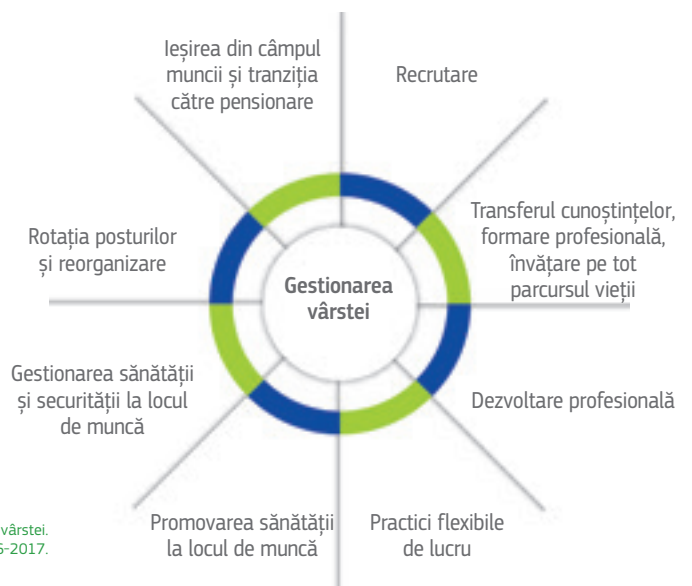 Ieșirea din câmpul
muncii și tranziția
către pensionare
Recrutare
Transferul cunoștințelor,
formare profesională,
învățare pe tot
parcursul vieții
Rotația posturilor
și reorganizare
Gestionarea
vârstei
Gestionarea sănătății
și securității la locul
de muncă
Dezvoltare profesională
Promovarea sănătății
la locul de muncă
Practici flexibile
de lucru
vârstei.
-2017.